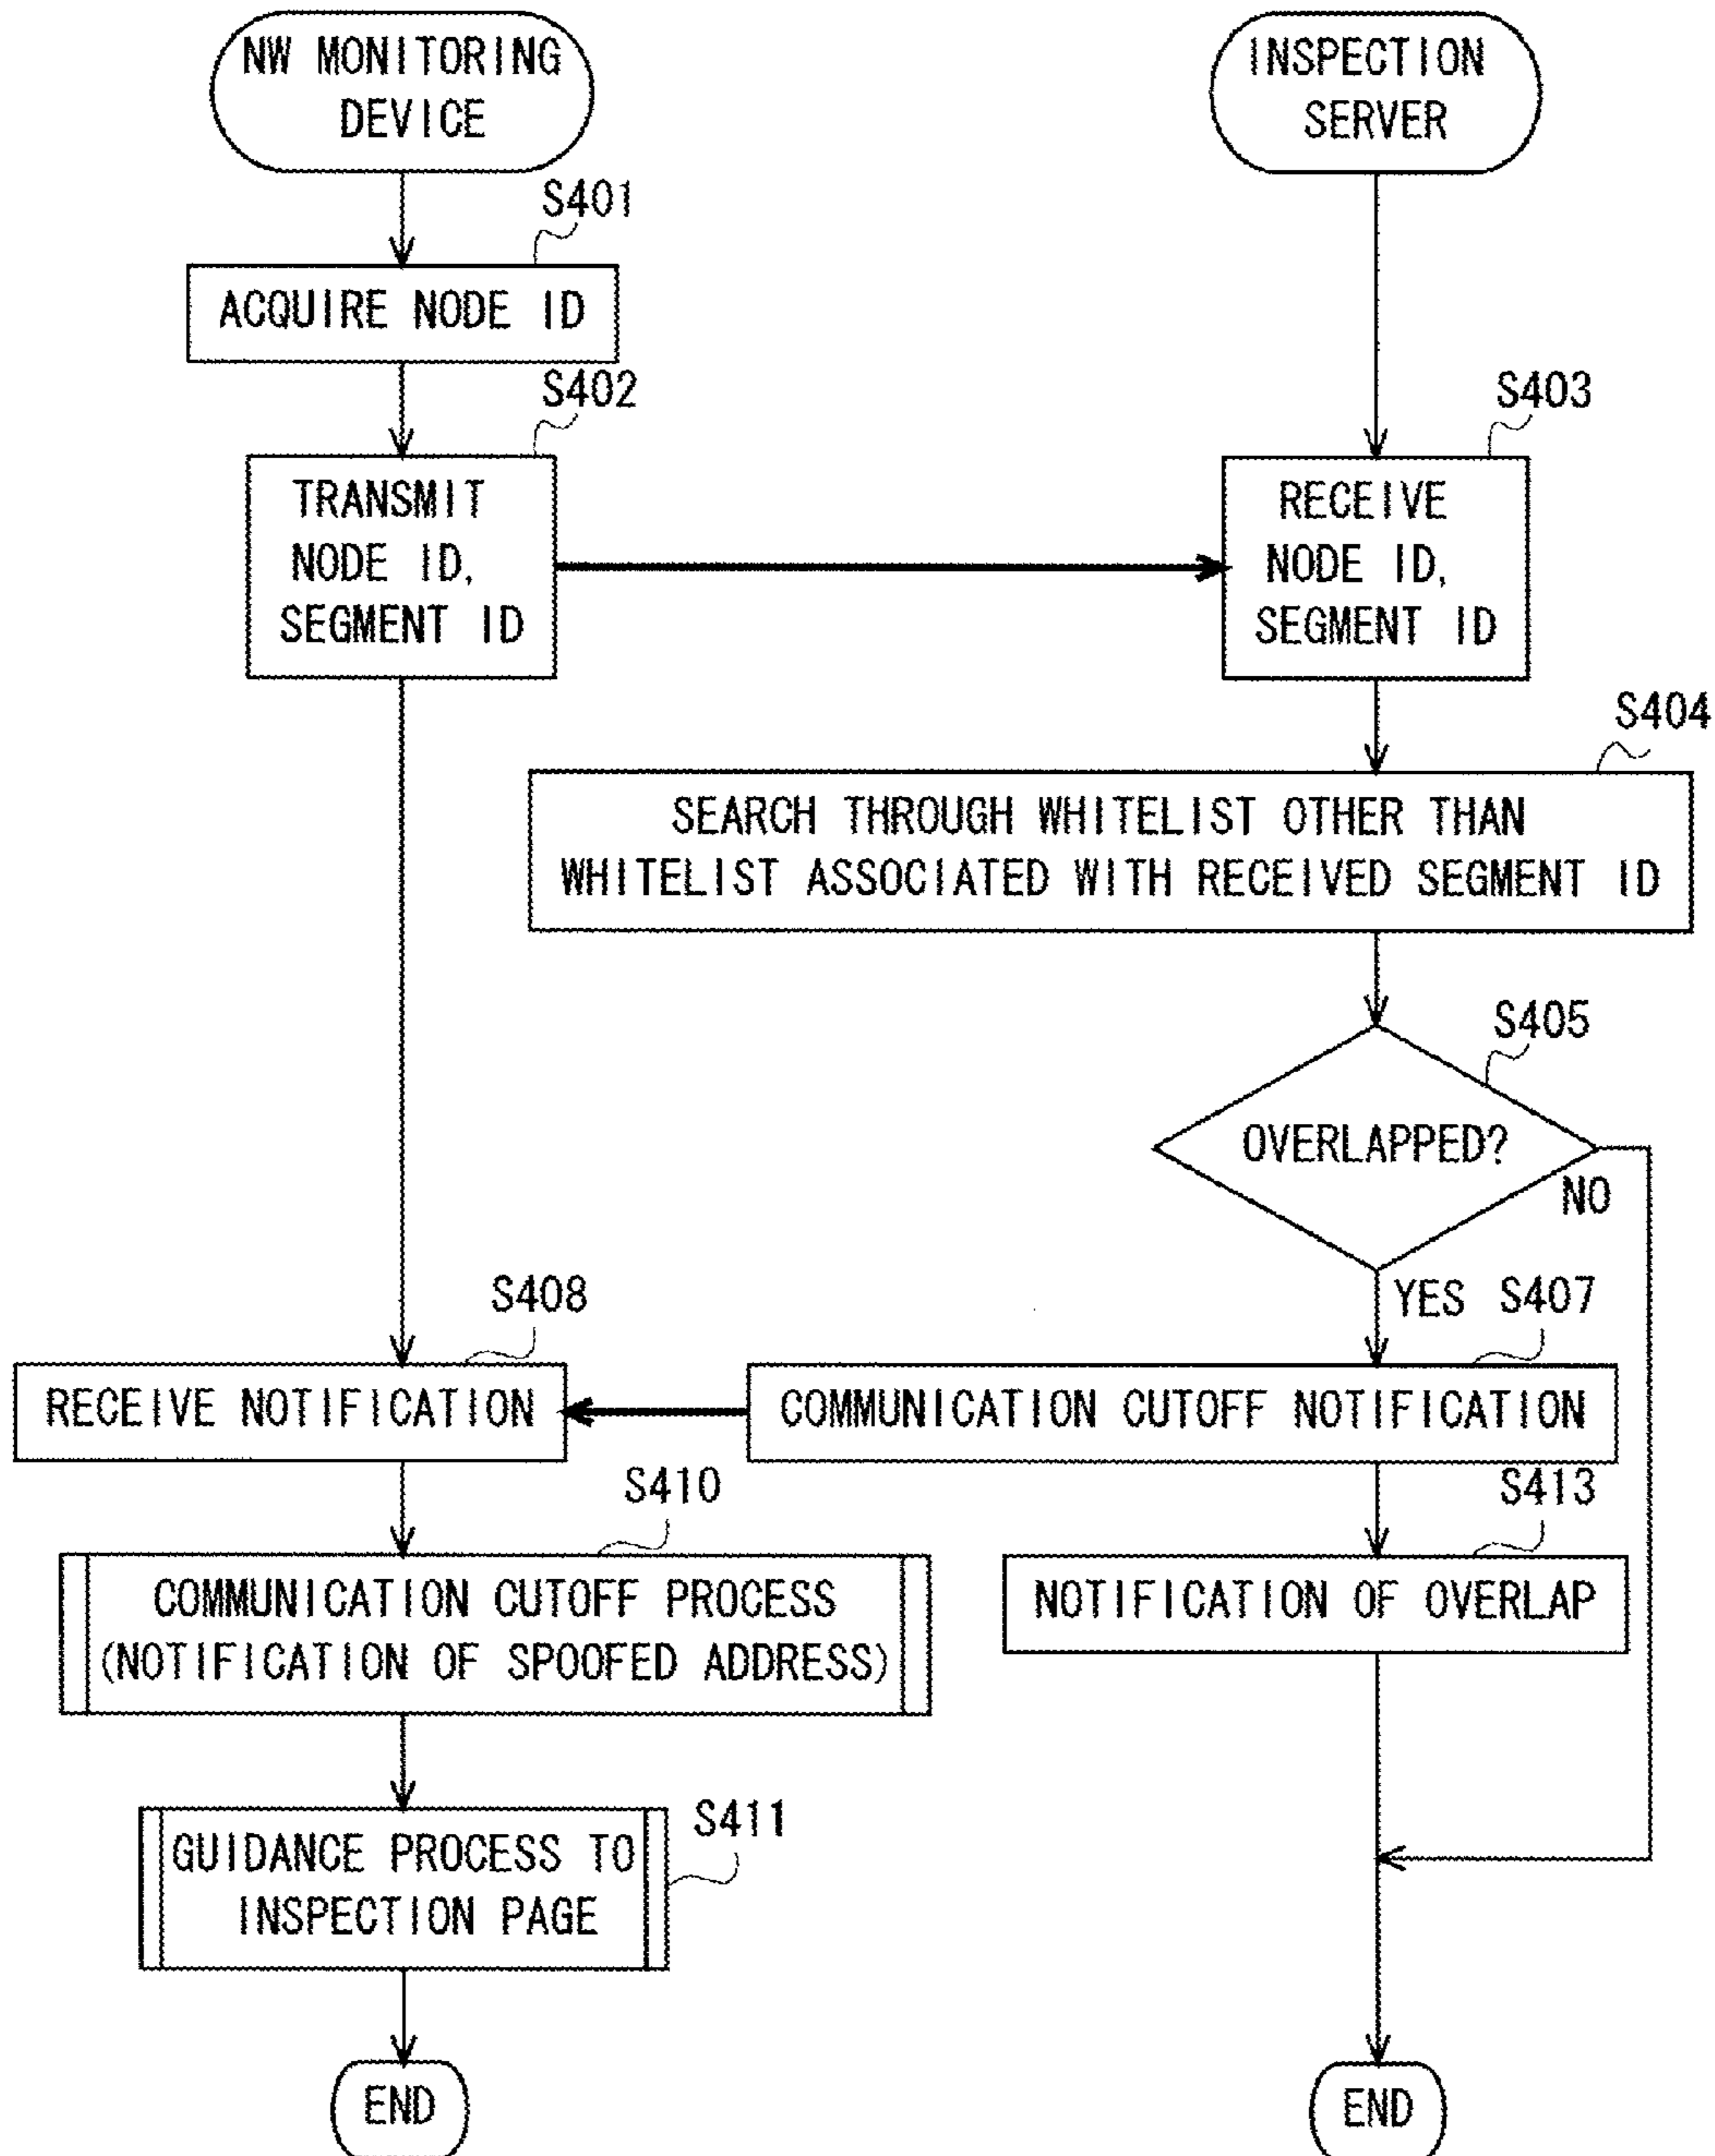 NW MONITORING
DEVICE
INSPECTION
SERVER
S401
ACQUIRE NODE ID
S402
TRANSMIT
NODE ID,
SEGMENT ID
S403
RECEIVE
NODE ID,
SEGMENT ID
S404
SEARCH THROUGH WHITELIST OTHER THAN
WHITELIST ASSOCIATED WITH RECEIVED SEGMENT ID
S405
OVERLAPPED?
NO
YES
S407
COMMUNICATION CUTOFF NOTIFICATION
S408
RECEIVE NOTIFICATION
S410
COMMUNICATION CUTOFF PROCESS
(NOTIFICATION OF SPOOFED ADDRESS)
S413
NOTIFICATION OF OVERLAP
S411
GUIDANCE PROCESS TO
INSPECTION PAGE
END
END